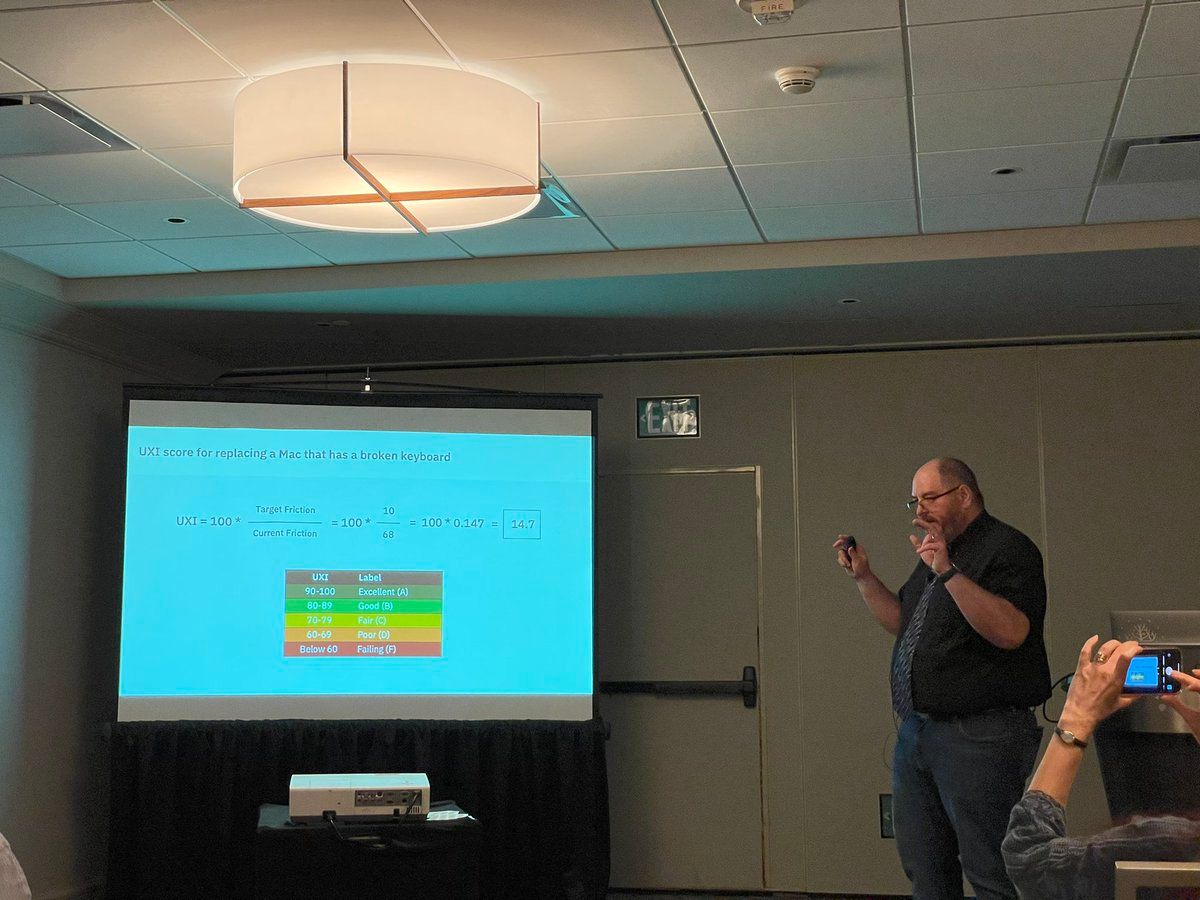 FIRE
EXIT
UXI score for replacing a Mac that has a broken keyboard
UXI = 100 * Target Friction / Current Friction = 100 * 10 / 68 = 100 * 0.147 = 14.7
UXI Label
90-100 Excellent (A)
80-89 Good (B)
70-79 Fair (C)
60-69 Poor (D)
Below 60 Failing (F)